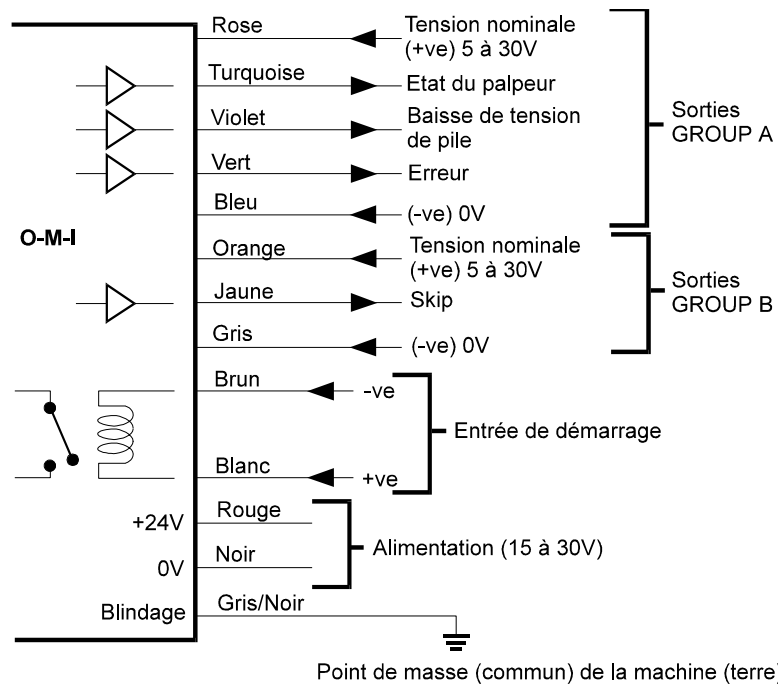 Rose
Tension nominale
(+ve) 5 à 30V
Turquoise
Etat du palpeur
Violet
Baisse de tension
de pile
Sorties
GROUP A
Vert
Erreur
Bleu
(-ve) 0V
O-M-I
Orange
Tension nominale
(+ve) 5 à 30V
Jaune
Skip
Sorties
GROUP B
Gris
(-ve) 0V
Brun
-ve
Entrée de démarrage
Blanc
+ve
+24V
Rouge
Alimentation (15 à 30V)
0V
Noir
Blindage
Gris/Noir
Point de masse (commun) de la machine (terre)